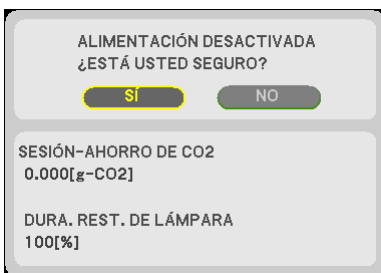 ALIMENTACIÓN DESACTIVADA
¿ESTÁ USTED SEGURO?
SÍ NO
SESIÓN-AHORRO DE CO2
0.000[g-CO2]
DURA. REST. DE LÁMPARA
100[%]